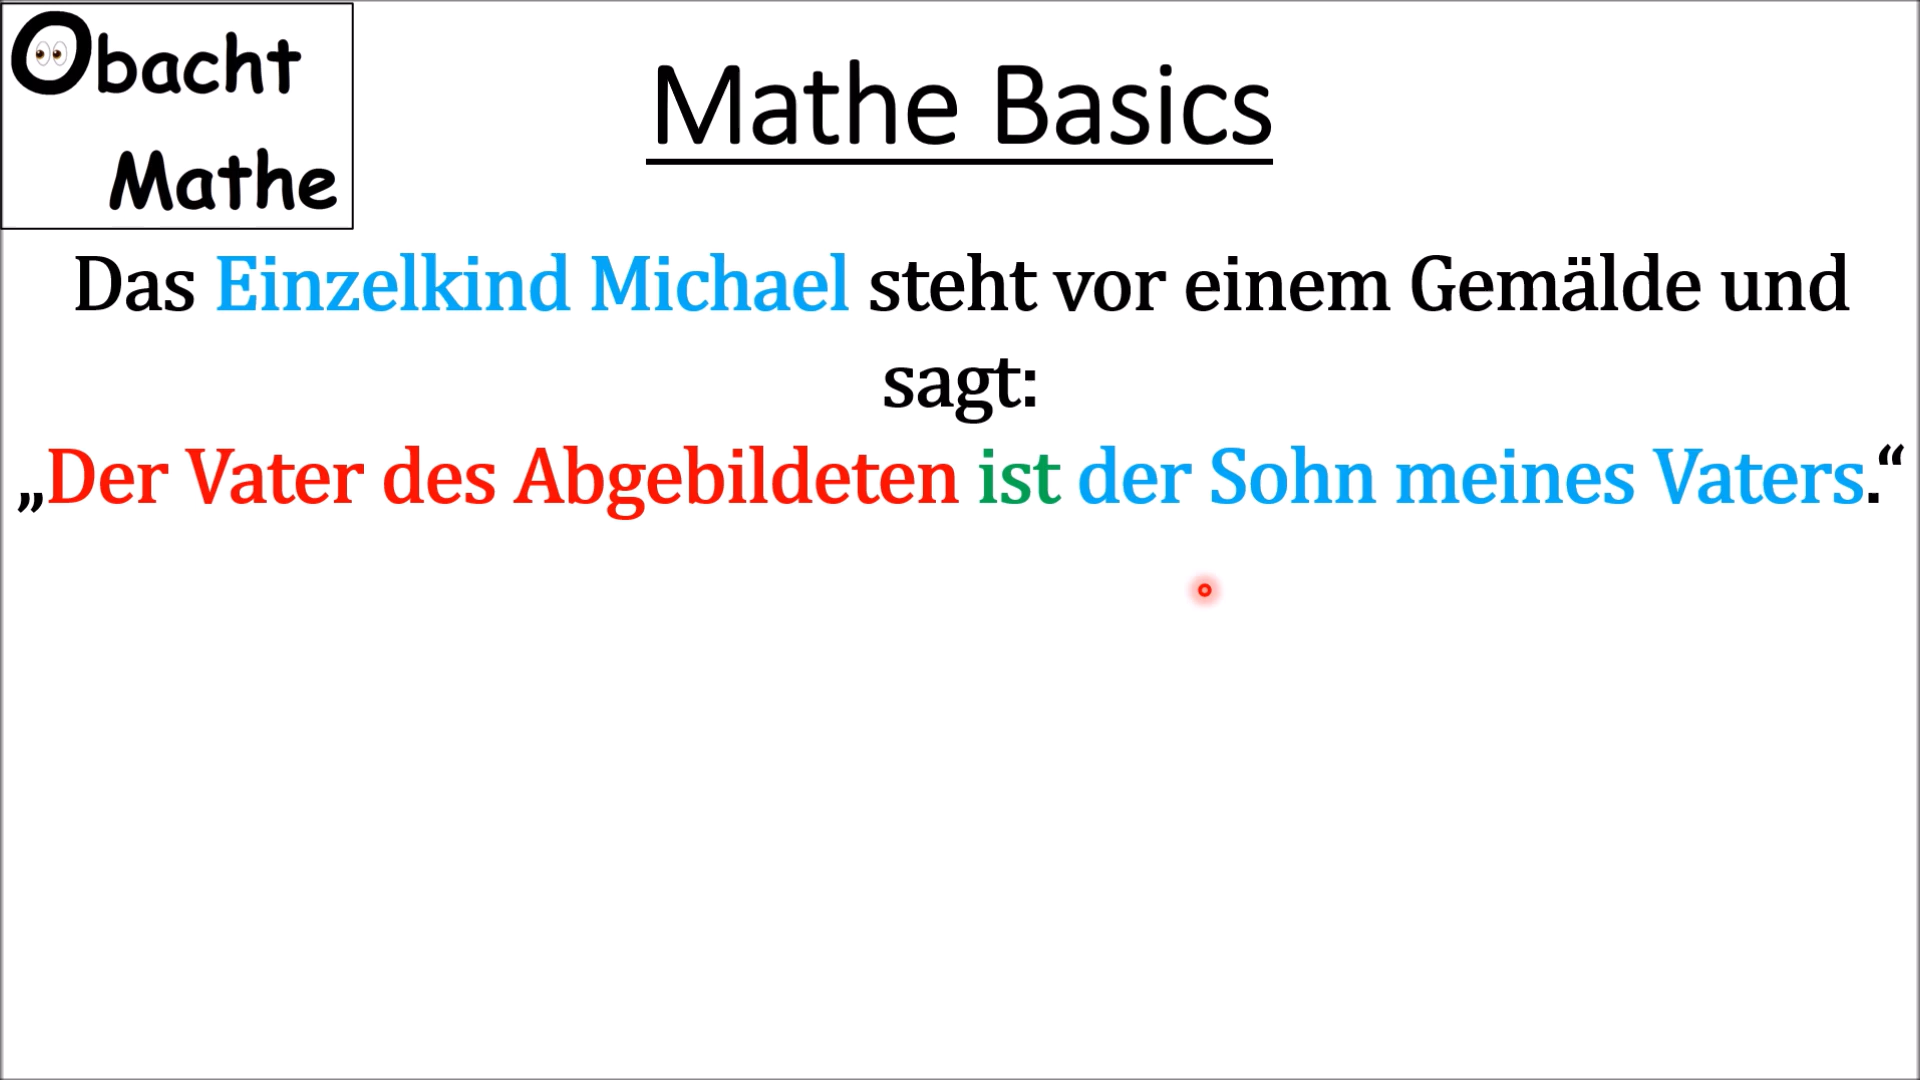 Obacht
Mathe
Mathe Basics
Das Einzelkind Michael steht vor einem Gemälde und
sagt:
„Der Vater des Abgebildeten ist der Sohn meines Vaters.“